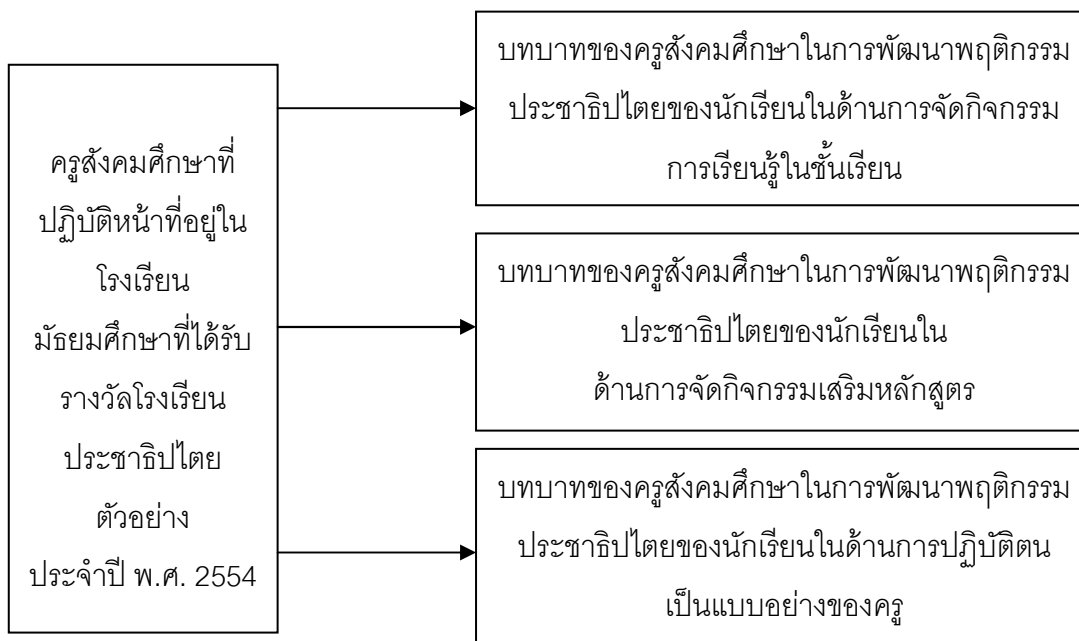 ครูสังคมศึกษาที่
ปฏิบัติหน้าที่อยู่ใน
โรงเรียน
มัธยมศึกษาที่ได้รับ
รางวัลโรงเรียน
ประชาธิปไตย
ตัวอย่าง
ประจำปี พ.ศ. 2554
บทบาทของครูสังคมศึกษาในการพัฒนาพฤติกรรม
ประชาธิปไตยของนักเรียนในด้านการจัดกิจกรรม
การเรียนรู้ในชั้นเรียน
บทบาทของครูสังคมศึกษาในการพัฒนาพฤติกรรม
ประชาธิปไตยของนักเรียนใน
ด้านการจัดกิจกรรมเสริมหลักสูตร
บทบาทของครูสังคมศึกษาในการพัฒนาพฤติกรรม
ประชาธิปไตยของนักเรียนในด้านการปฏิบัติตน
เป็นแบบอย่างของครู